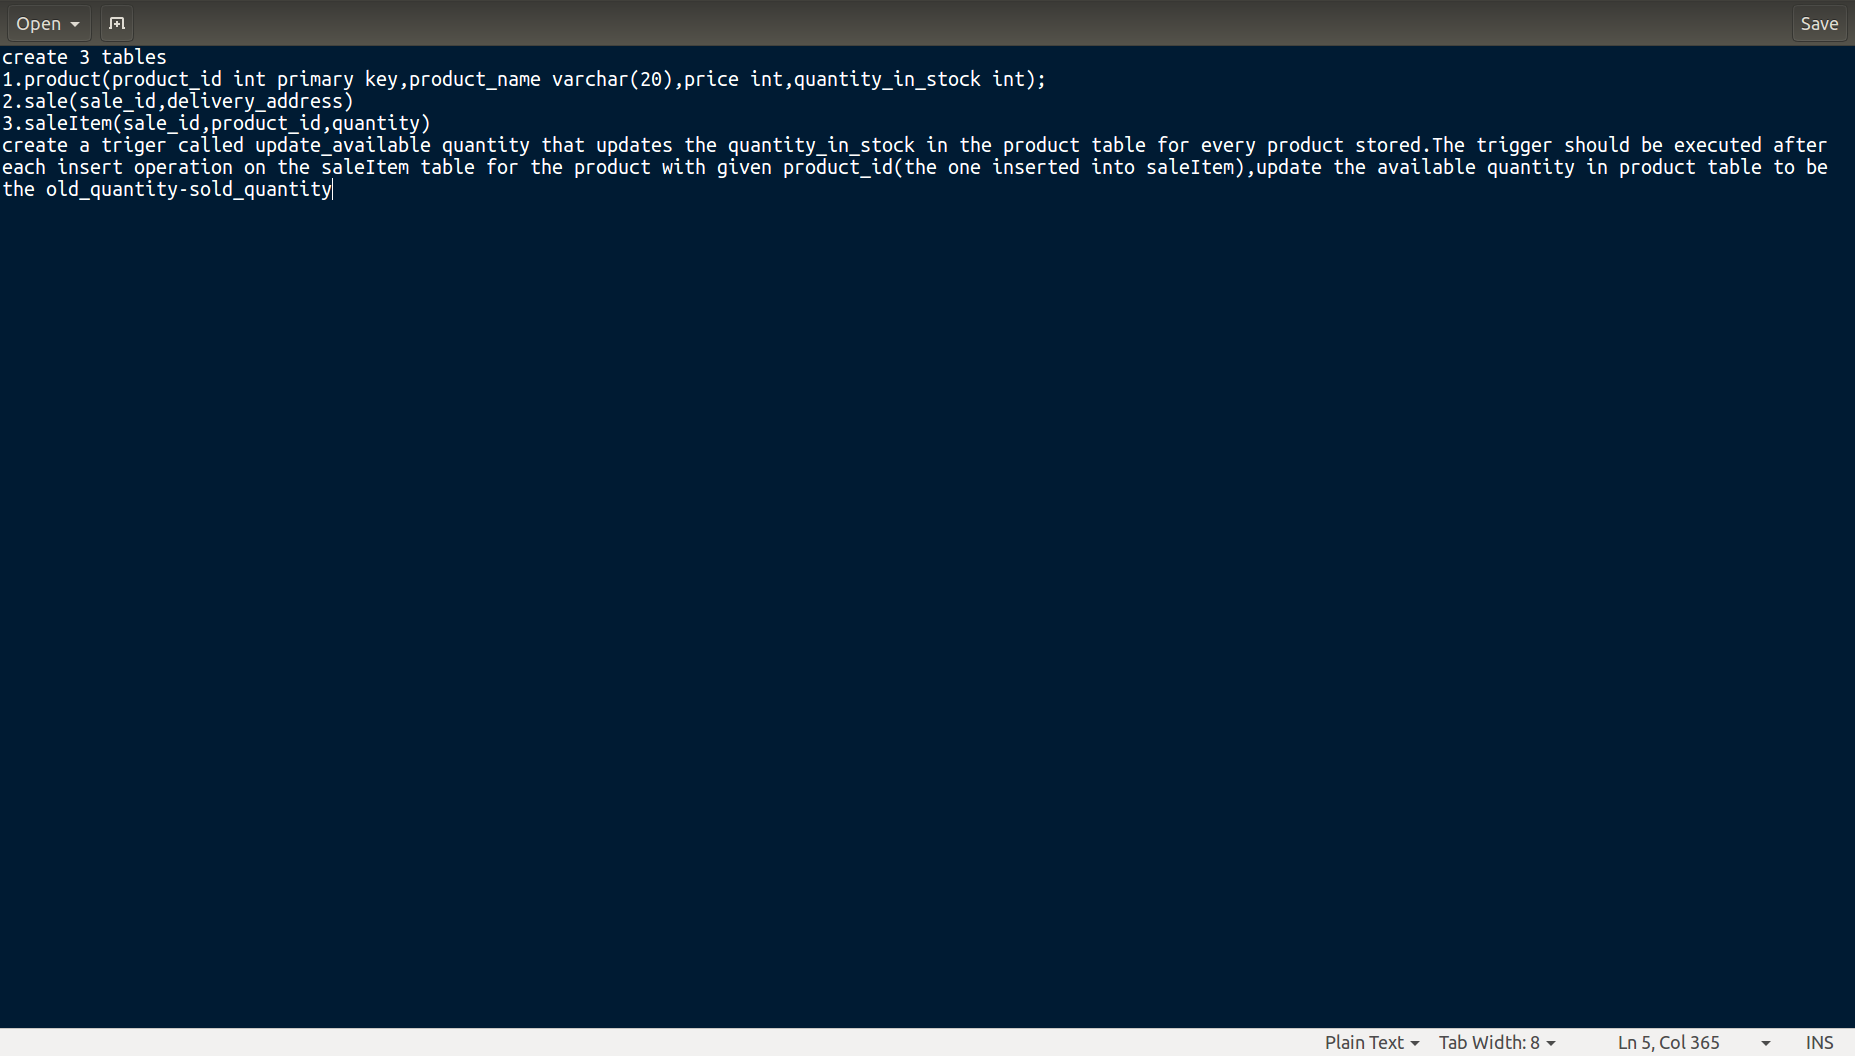 Open
Save
create 3 tables
1.product(product_id int primary key,product_name varchar(20),price int,quantity_in_stock int);
2.sale(sale_id,delivery_address)
3.saleItem(sale_id,product_id,quantity)
create a triger called update_available quantity that updates the quantity_in_stock in the product table for every product stored.The trigger should be executed after
each insert operation on the saleItem table for the product with given product_id(the one inserted into saleItem),update the available quantity in product table to be
the old_quantity-sold_quantity
Plain Text Tab Width: 8 Ln 5, Col 365 INS